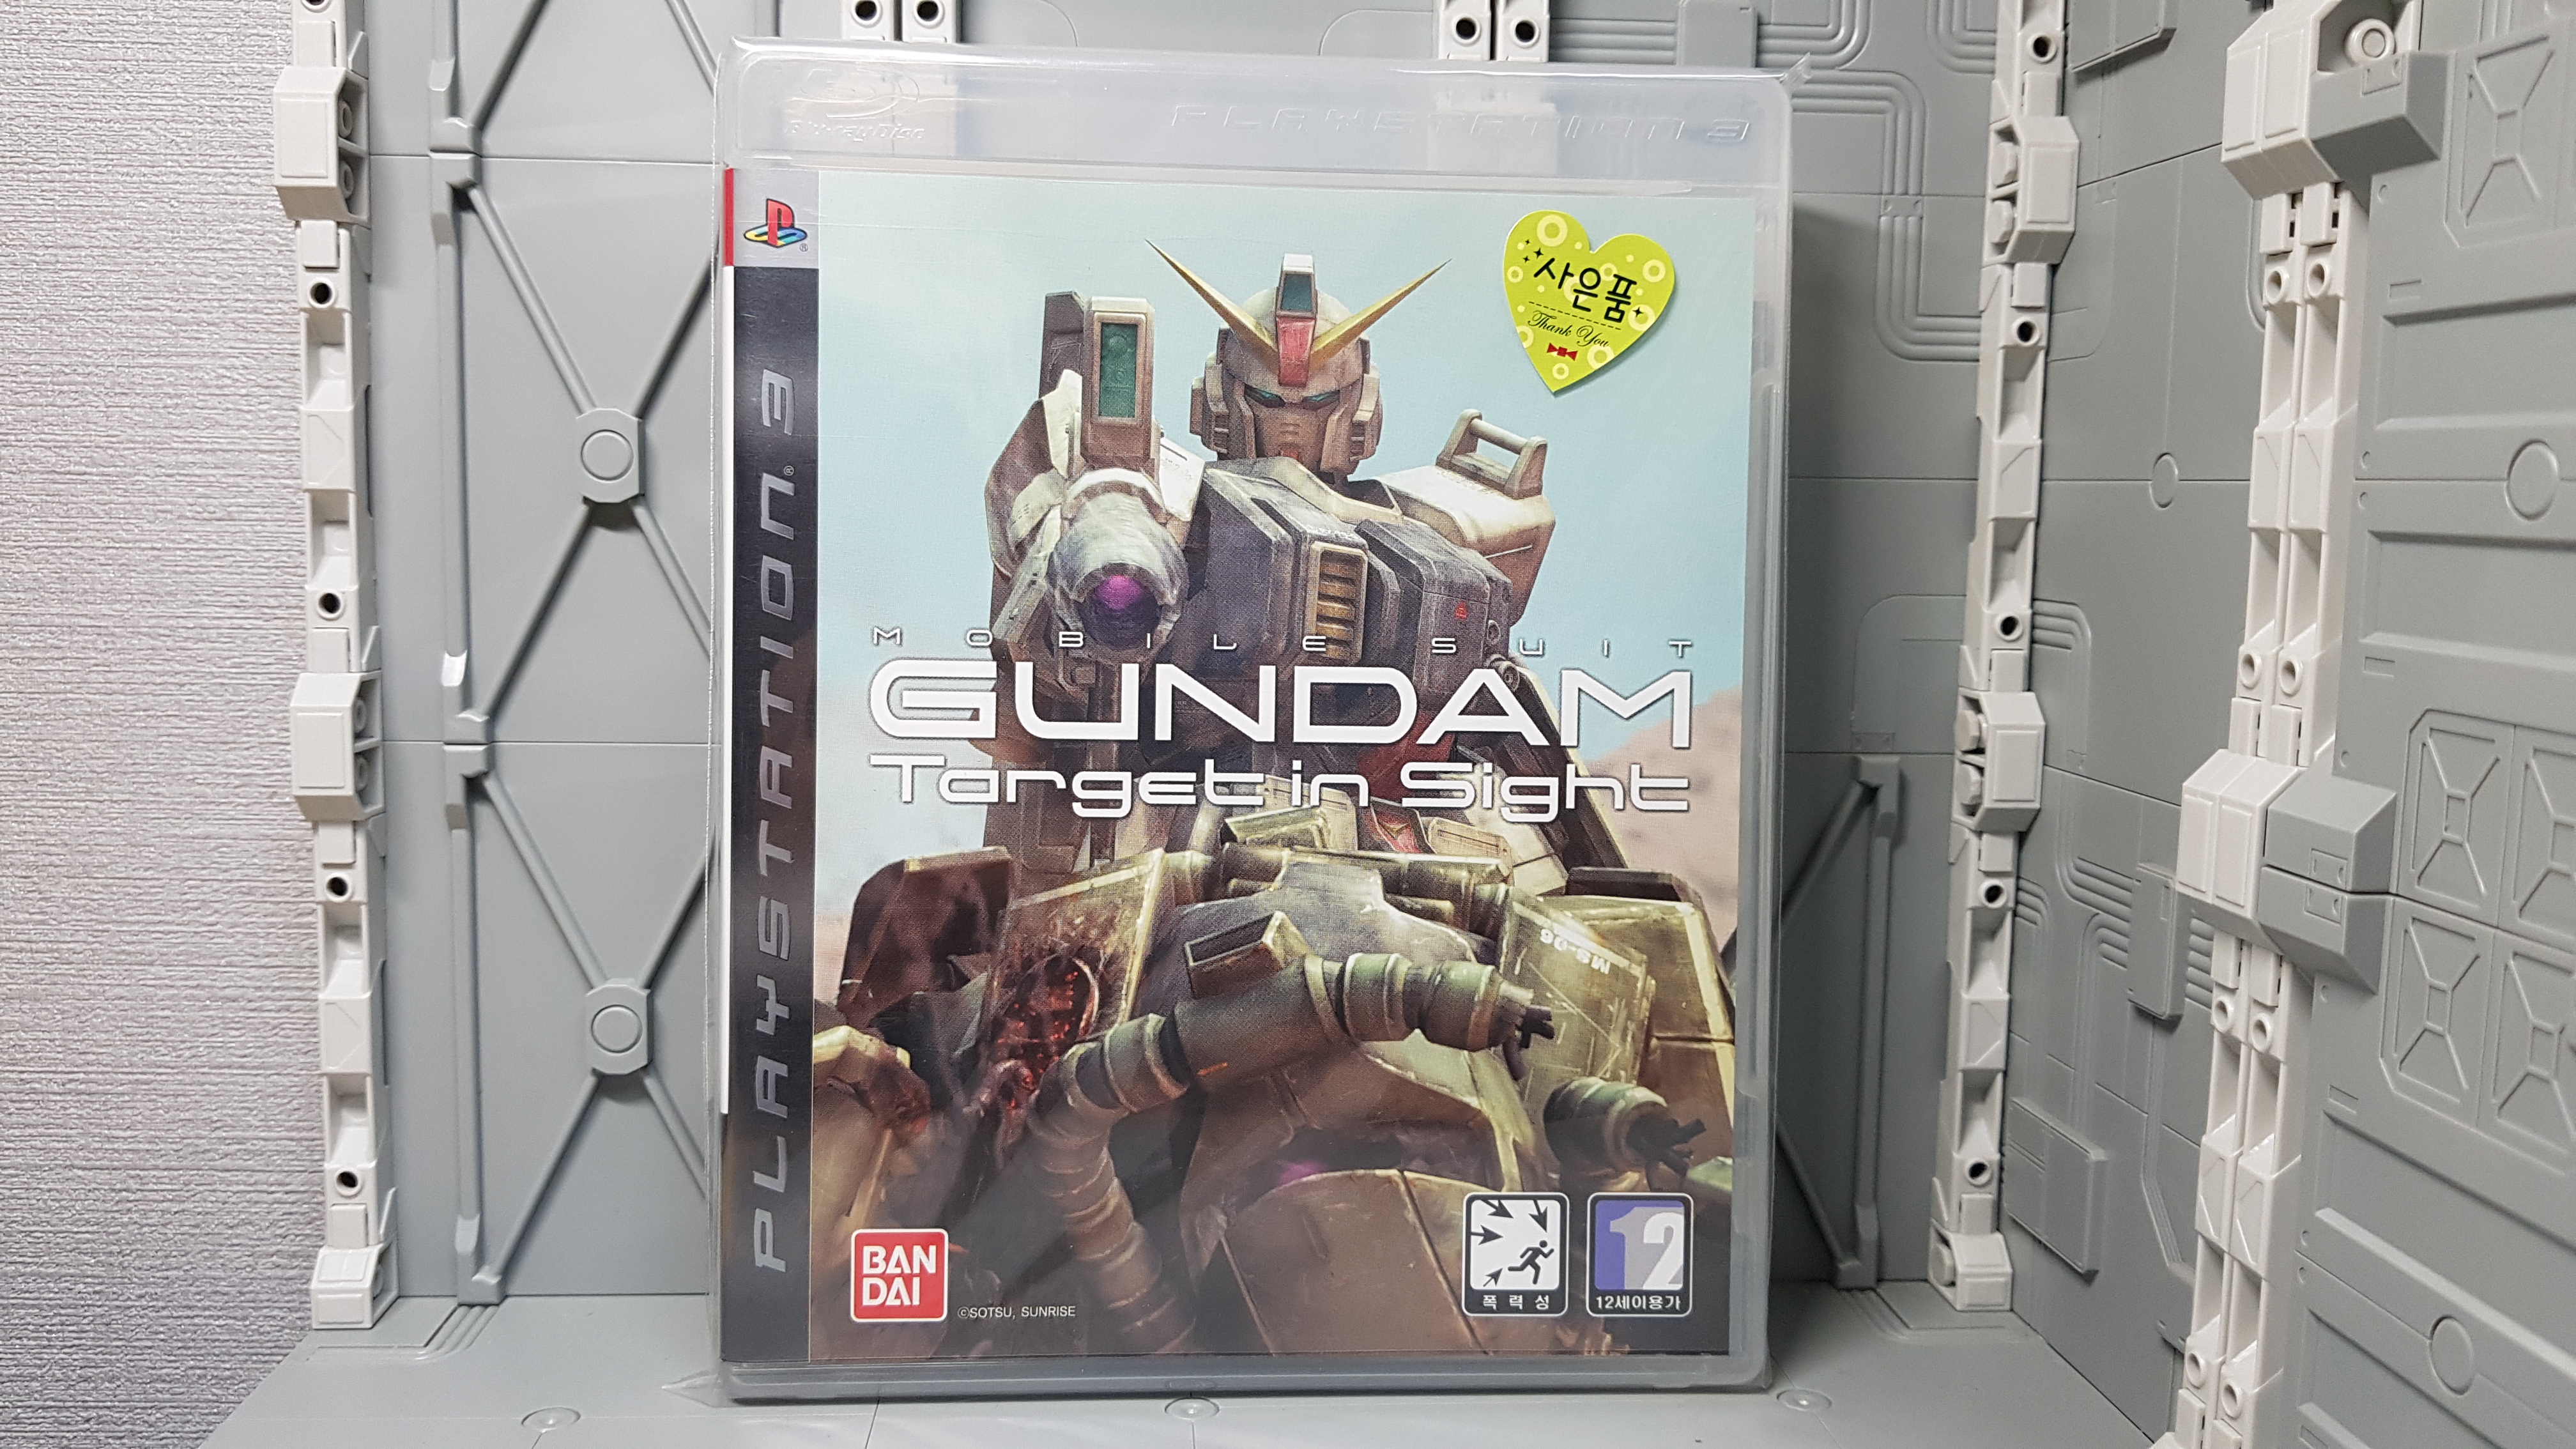 Blu-ray Disc
PLAYSTATION 3
PLAYSTATION®3
사은품
Thank You
MOBILE SUIT
GUNDAM
Target in Sight
MS-06
BAN
DAI
©SOTSU, SUNRISE
폭력성
12
12세이용가